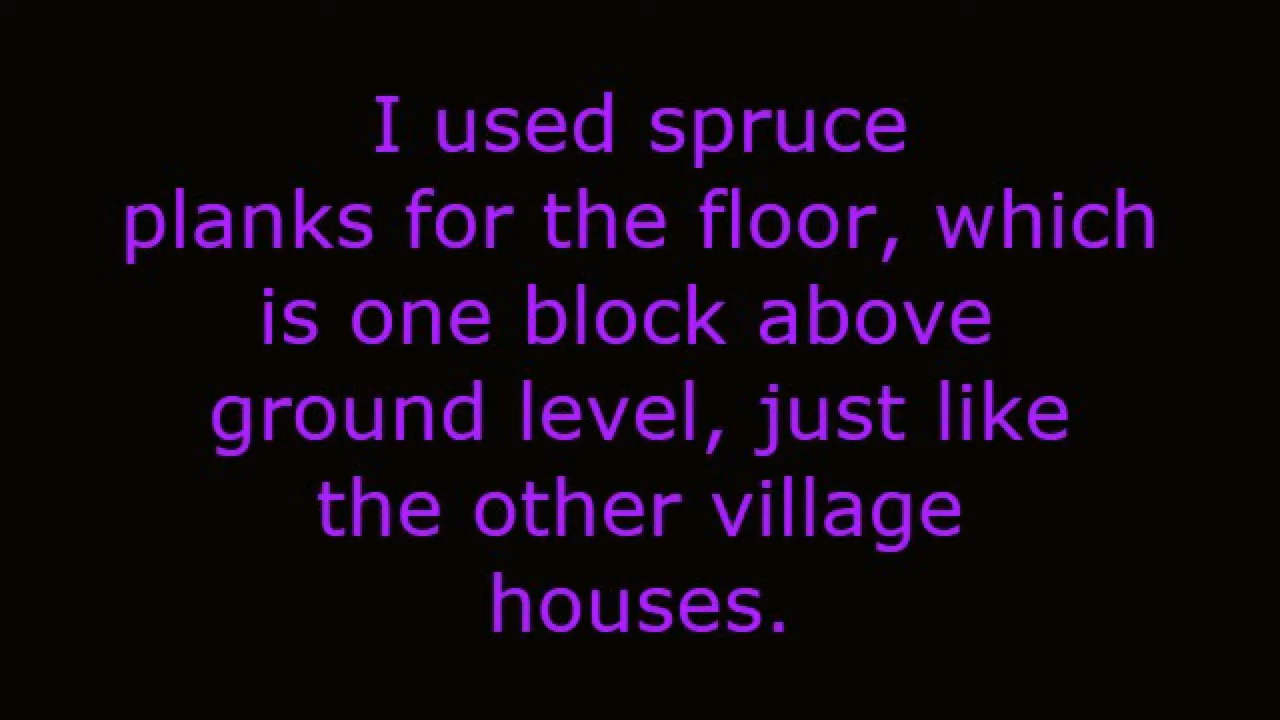 I used spruce
planks for the floor, which
is one block above
ground level, just like
the other village
houses.